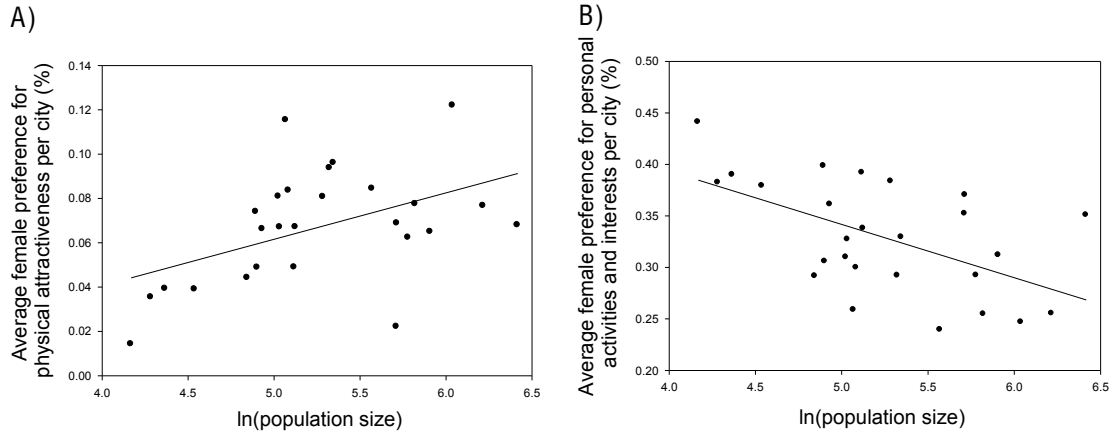 A)
Average female preference for
physical attractiveness per city (%)
0.14
0.12
0.10
0.08
0.06
0.04
0.02
0.00
4.0 4.5 5.0 5.5 6.0 6.5
ln(population size)
B)
Average female preference for personal
activities and interests per city (%)
0.50
0.45
0.40
0.35
0.30
0.25
0.20
4.0 4.5 5.0 5.5 6.0 6.5
ln(population size)